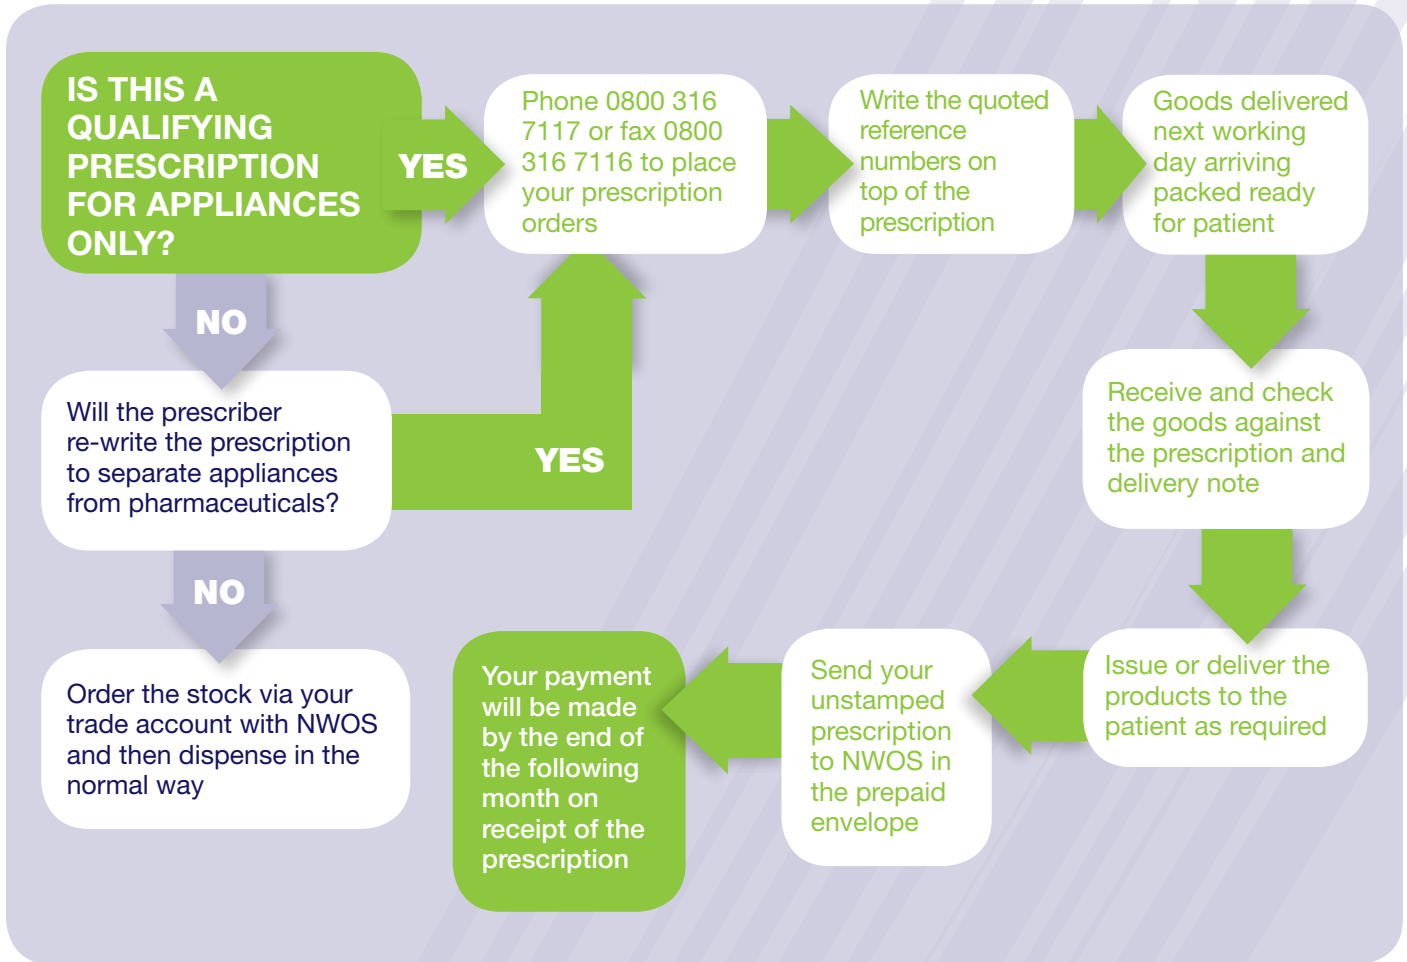 IS THIS A
QUALIFYING
PRESCRIPTION
FOR APPLIANCES
ONLY?
YES
Phone 0800 316
7117 or fax 0800
316 7116 to place
your prescription
orders
Write the quoted
reference
numbers on
top of the
prescription
Goods delivered
next working
day arriving
packed ready
for patient
NO
Will the prescriber
re-write the prescription
to separate appliances
from pharmaceuticals?
YES
Receive and check
the goods against
the prescription and
delivery note
NO
Order the stock via your
trade account with NWOS
and then dispense in the
normal way
Issue or deliver the
products to the
patient as required
Send your
unstamped
prescription
to NWOS in
the prepaid
envelope
Your payment
will be made
by the end of
the following
month on
receipt of the
prescription